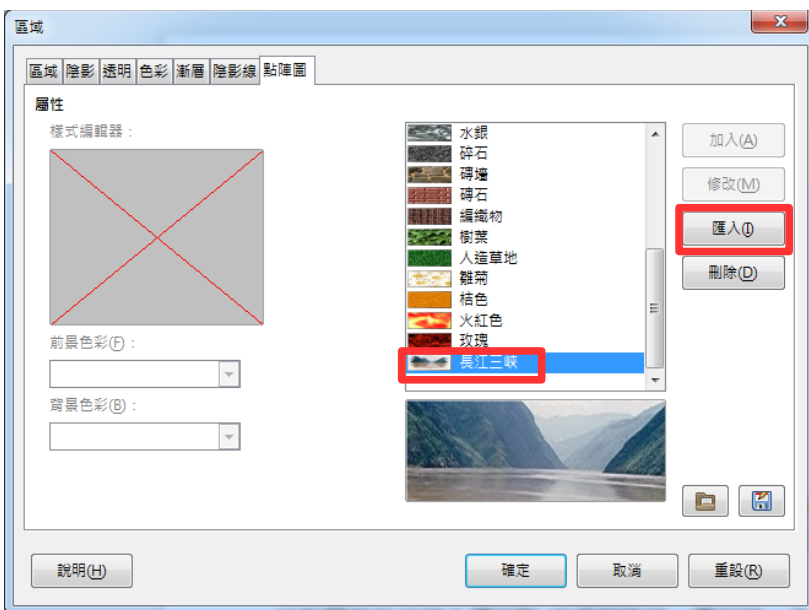 區域
區域 陰影 透明 色彩 漸層 陰影線 點陣圖
屬性
樣式編輯器：
水銀
碎石
磚墻
磚石
編織物
樹葉
人造草地
雛菊
桔色
火紅色
玫瑰
長江三峽
前景色彩(F)：
背景色彩(B)：
加入(A)
修改(M)
匯入(I)
刪除(D)
說明(H)
確定
取消
重設(R)